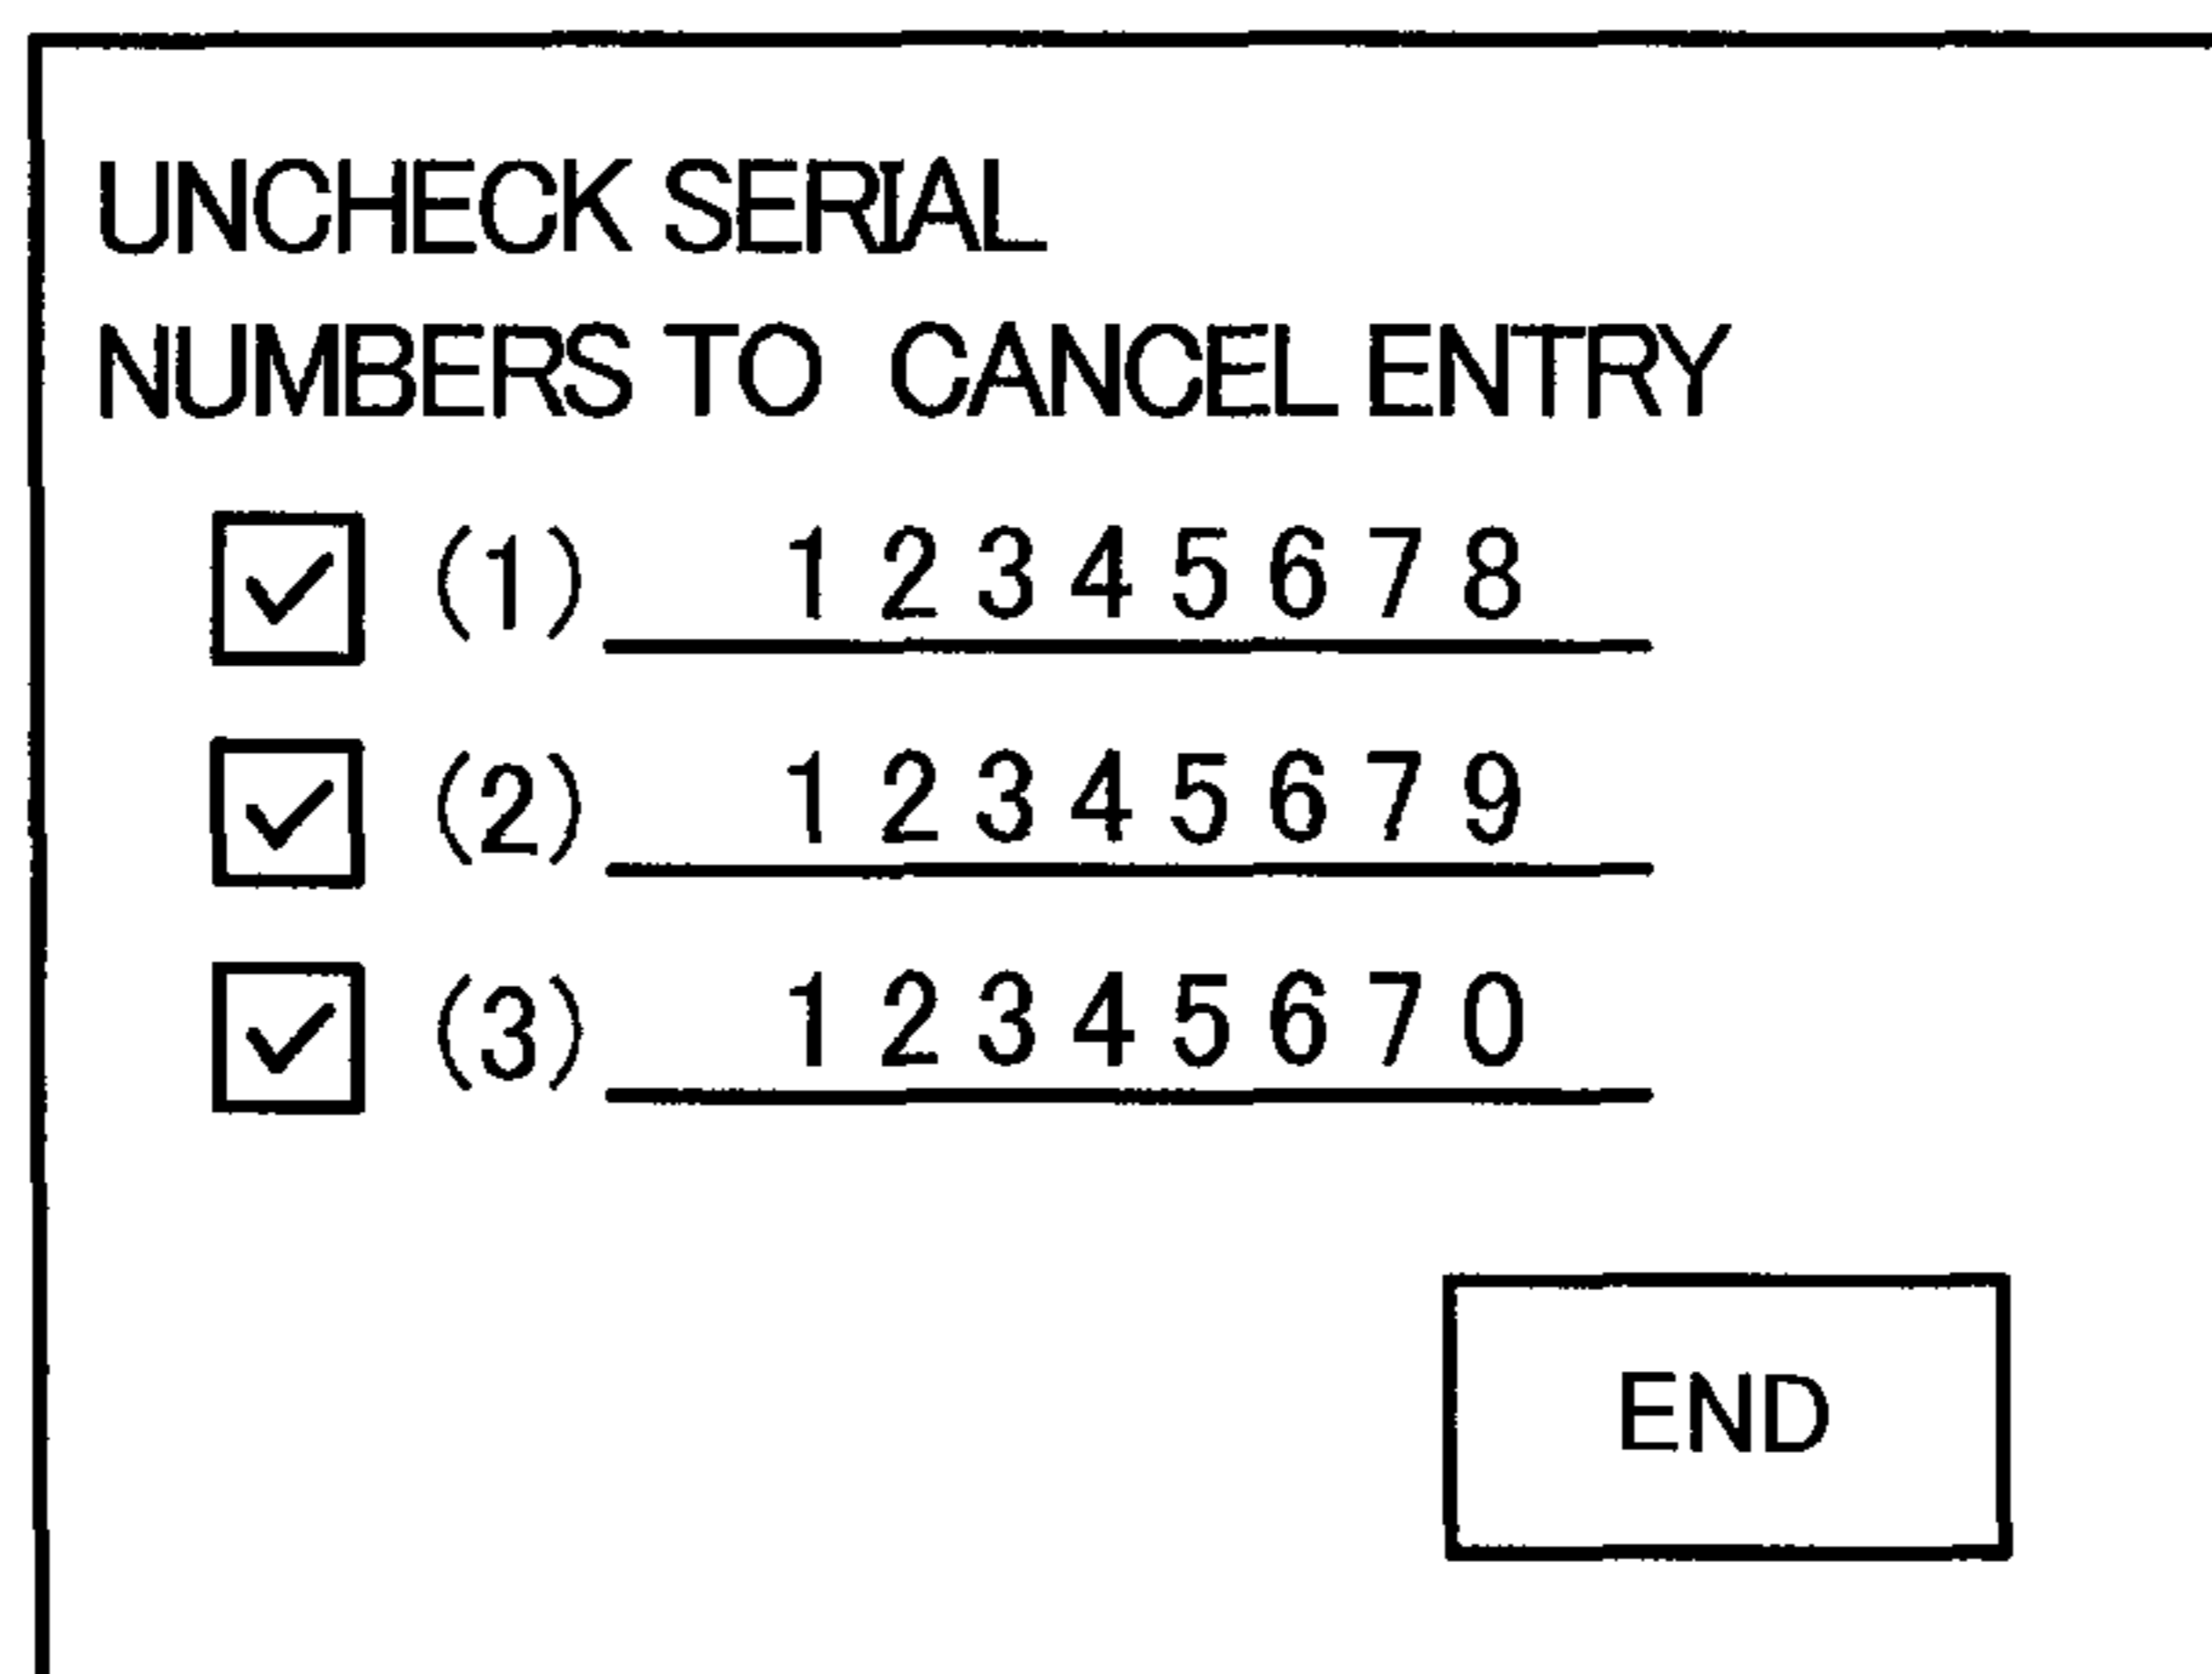 UNCHECK SERIAL
NUMBERS TO CANCEL ENTRY
(1) 12345678
(2) 12345679
(3) 12345670
END